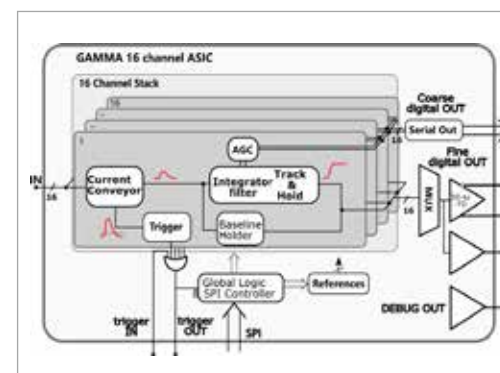 GAMMA 16 channel ASIC
16 Channel Stack
16
1
AGC
Coarse
digital OUT
Serial Out
16
Fine
digital OUT
IN
16
Current
Conveyor
Integrator
filter
Track
&
Hold
16
MUX
Trigger
Baseline
Holder
Global Logic
SPI Controller
References
DEBUG OUT
trigger
IN
trigger
OUT
SPI